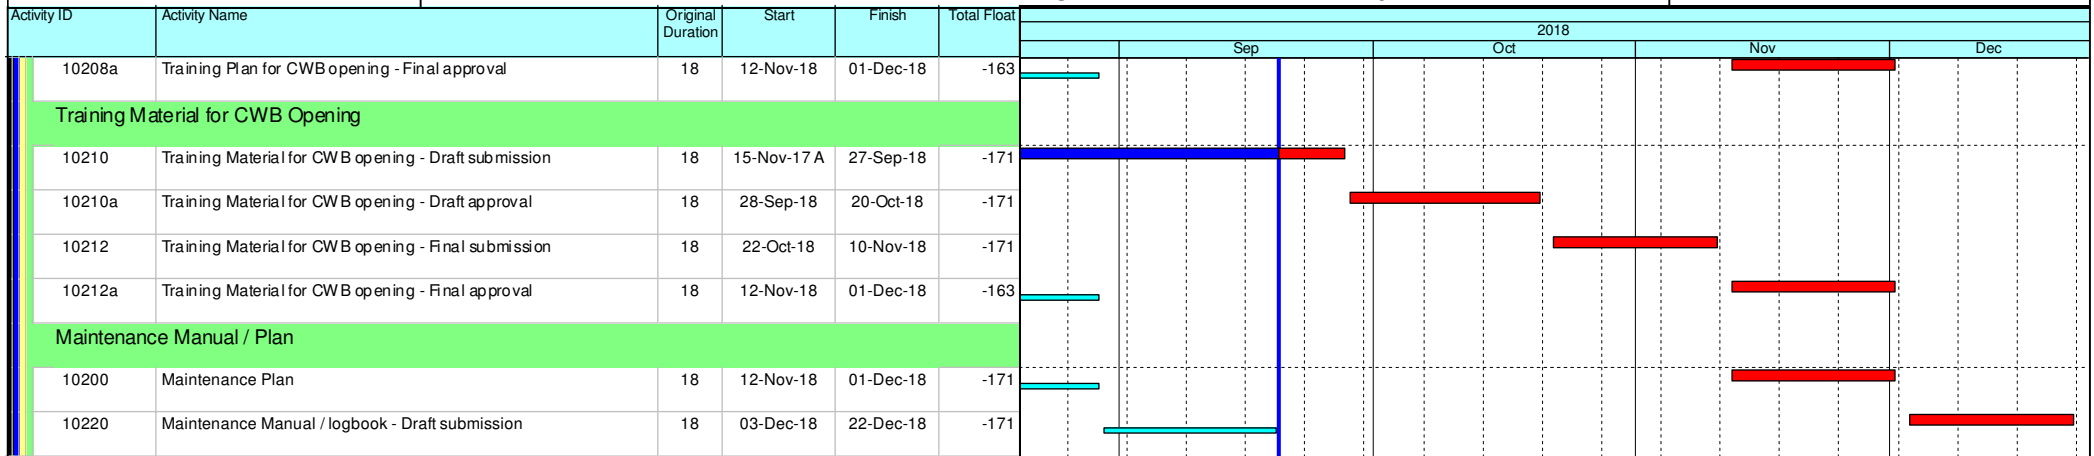 Activity ID Activity Name Original Duration Start Finish Total Float
2018
Sep Oct Nov Dec
10208a Training Plan for CWB opening - Final approval 18 12-Nov-18 01-Dec-18 -163
Training Material for CWB Opening
10210 Training Material for CWB opening - Draft submission 18 15-Nov-17 A 27-Sep-18 -171
10210a Training Material for CWB opening - Draft approval 18 28-Sep-18 20-Oct-18 -171
10212 Training Material for CWB opening - Final submission 18 22-Oct-18 10-Nov-18 -171
10212a Training Material for CWB opening - Final approval 18 12-Nov-18 01-Dec-18 -163
Maintenance Manual / Plan
10200 Maintenance Plan 18 12-Nov-18 01-Dec-18 -171
10220 Maintenance Manual / logbook - Draft submission 18 03-Dec-18 22-Dec-18 -171